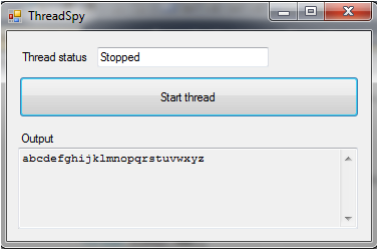 ThreadSpy
Thread status Stopped
Start thread
Output
abcdefghijklmnopqrstuvwxyz